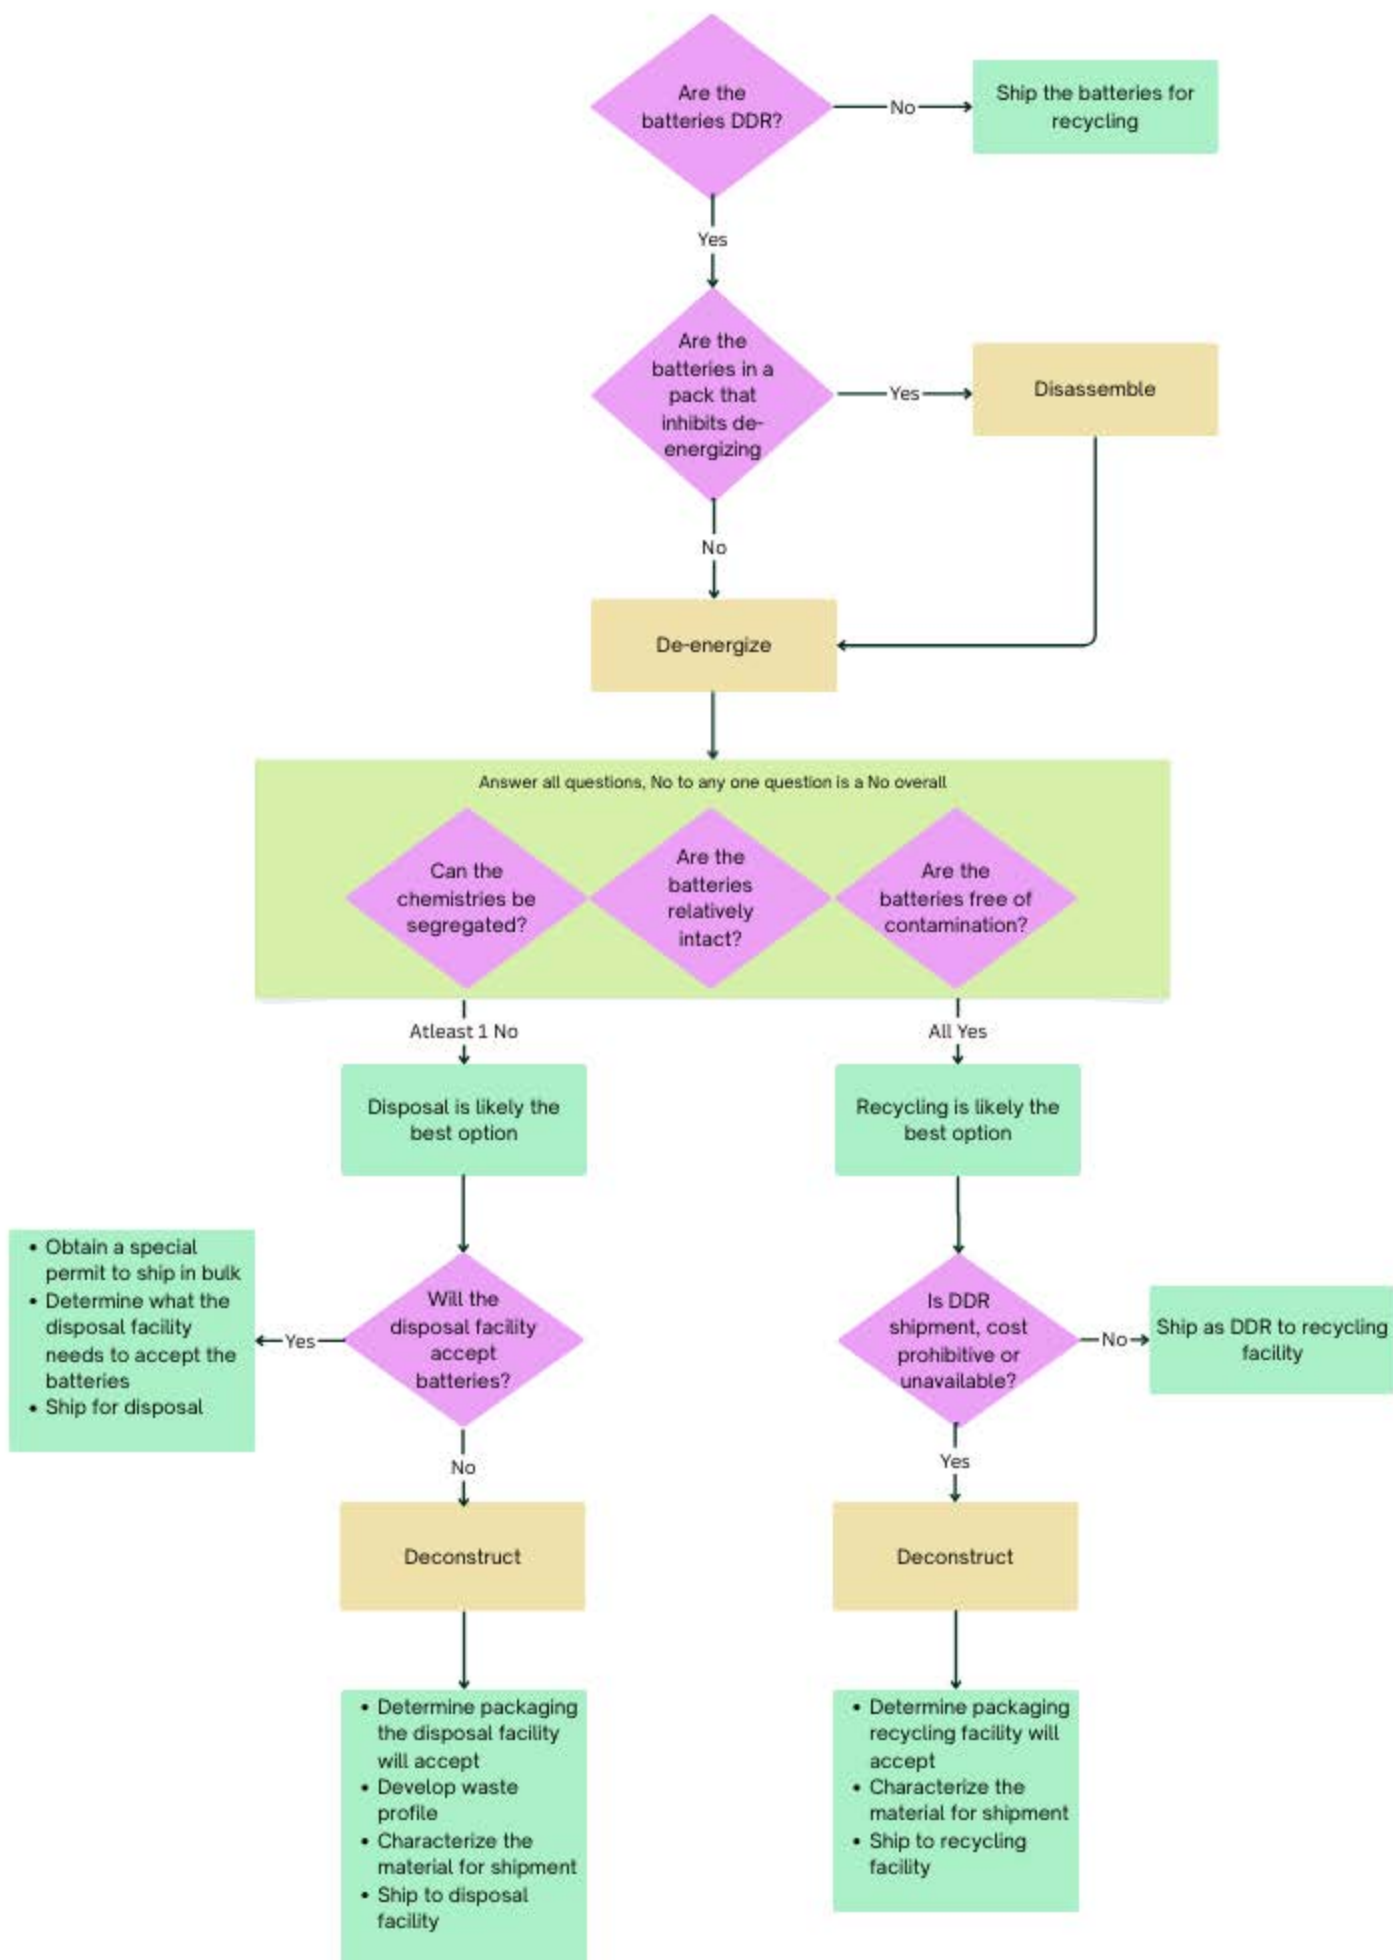 Are the
batteries DDR?
No
Ship the batteries for
recycling
Yes
Are the
batteries in a
pack that
inhibits de-
energizing
Yes
Disassemble
No
De-energize
Answer all questions, No to any one question is a No overall
Can the
chemistries be
segregated?
Are the
batteries
relatively
intact?
Are the
batteries free of
contamination?
Atleast 1 No
All Yes
Disposal is likely the
best option
Recycling is likely the
best option
• Obtain a special
permit to ship in bulk
• Determine what the
disposal facility
needs to accept the
batteries
• Ship for disposal
Yes
Will the
disposal facility
accept
batteries?
Is DDR
shipment, cost
prohibitive or
unavailable?
No
Ship as DDR to recycling
facility
No
Yes
Deconstruct
Deconstruct
• Determine packaging
the disposal facility
will accept
• Develop waste
profile
• Characterize the
material for shipment
• Ship to disposal
facility
• Determine packaging
recycling facility will
accept
• Characterize the
material for shipment
• Ship to recycling
facility